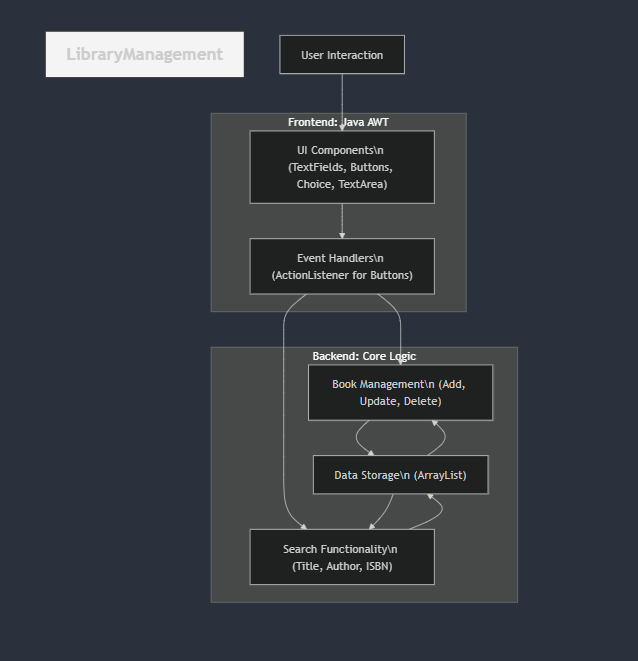 LibraryManagement
User Interaction
Frontend: Java AWT
UI Components\n
(TextFields, Buttons,
Choice, TextArea)
Event Handlers\n
(ActionListener for Buttons)
Backend: Core Logic
Book Management\n (Add,
Update, Delete)
Data Storage\n (ArrayList)
Search Functionality\n
(Title, Author, ISBN)